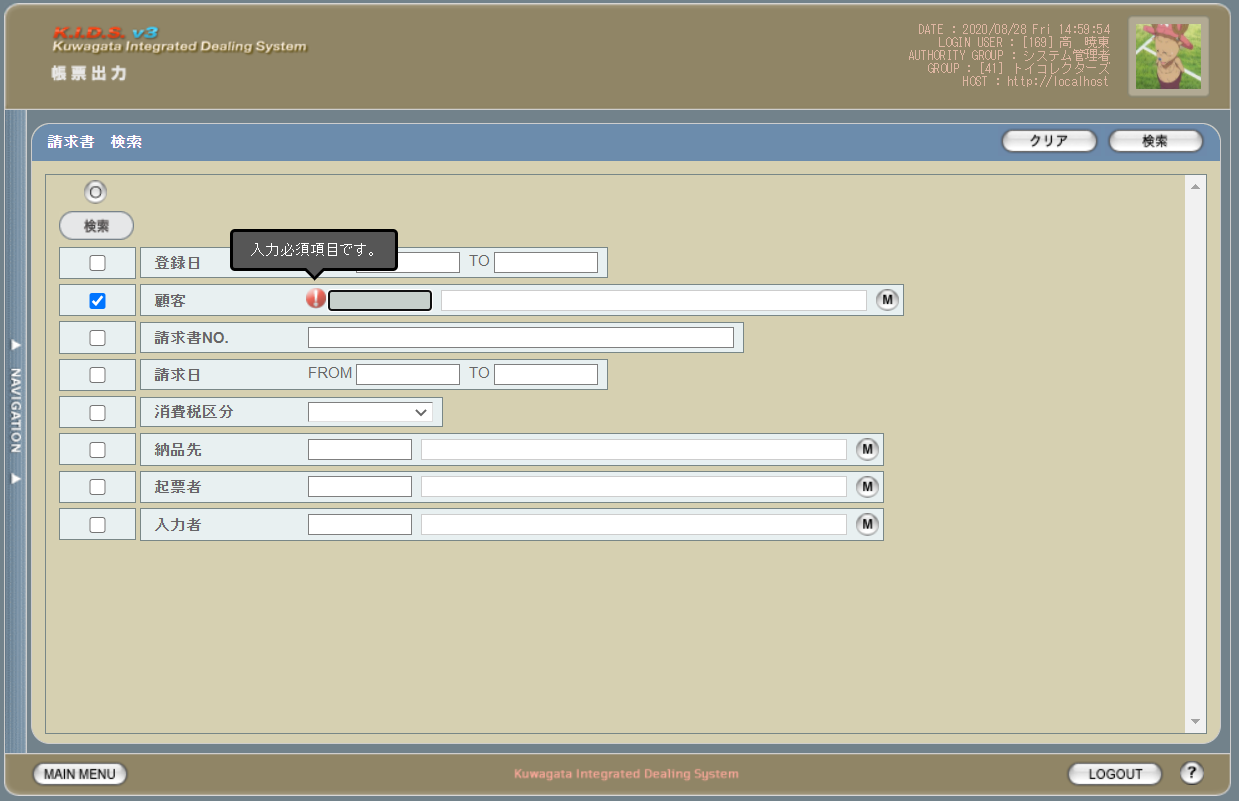 K.I.D.S. v3
Kuwagata Integrated Dealing System
帳票出力
DATE : 2020/08/28 Fri 14:59:54
LOGIN USER : [169] 高　暁東
AUTHORITY GROUP : システム管理者
GROUP : [41] トイコレクターズ
HOST : http://localhost
請求書　検索
クリア
検索
検索
入力必須項目です。
登録日
TO
顧客
M
請求書NO.
請求日
FROM
TO
消費税区分
納品先
M
起票者
M
入力者
M
NAVIGATION
MAIN MENU
Kuwagata Integrated Dealing System
LOGOUT
?